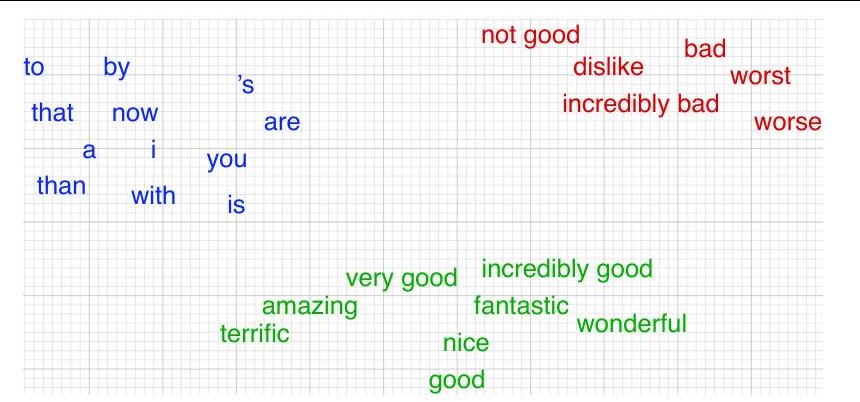 not good
bad
to by
dislike
worst
's
incredibly bad
that now
are
worse
a i
you
than
with
is
very good
incredibly good
amazing
fantastic
terrific
wonderful
nice
good